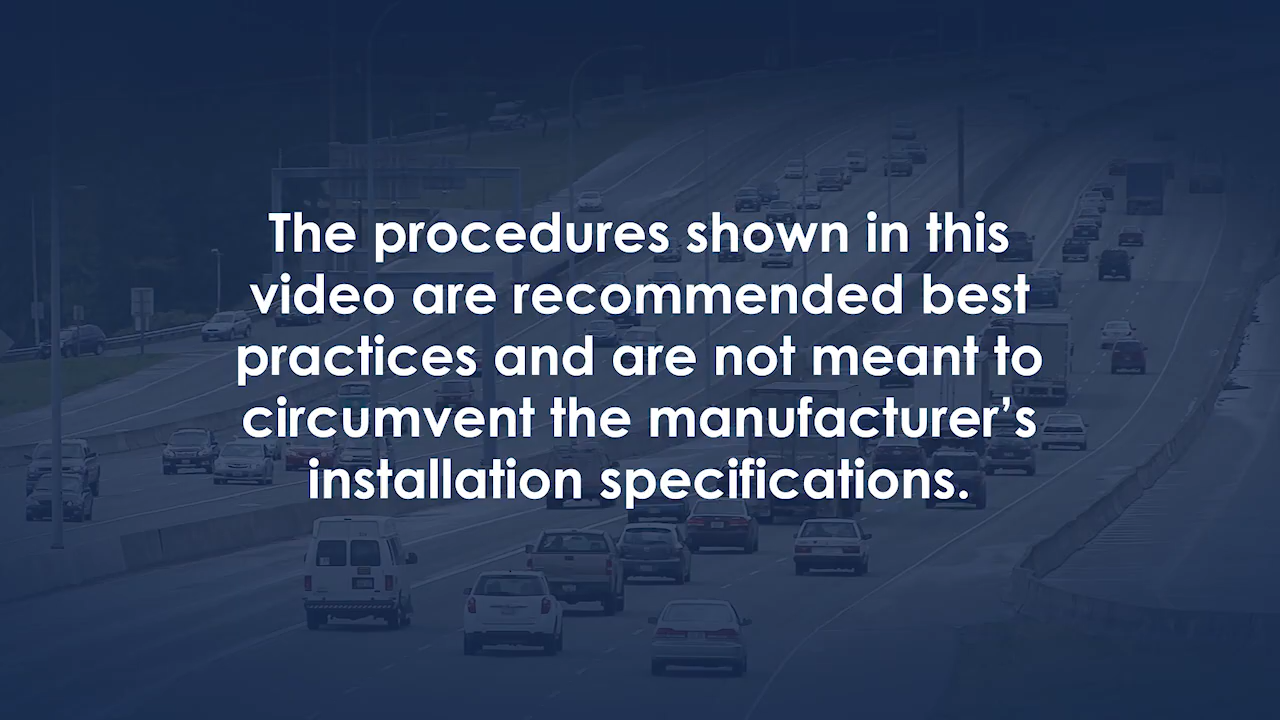 The procedures shown in this
video are recommended best
practices and are not meant to
circumvent the manufacturer’s
installation specifications.